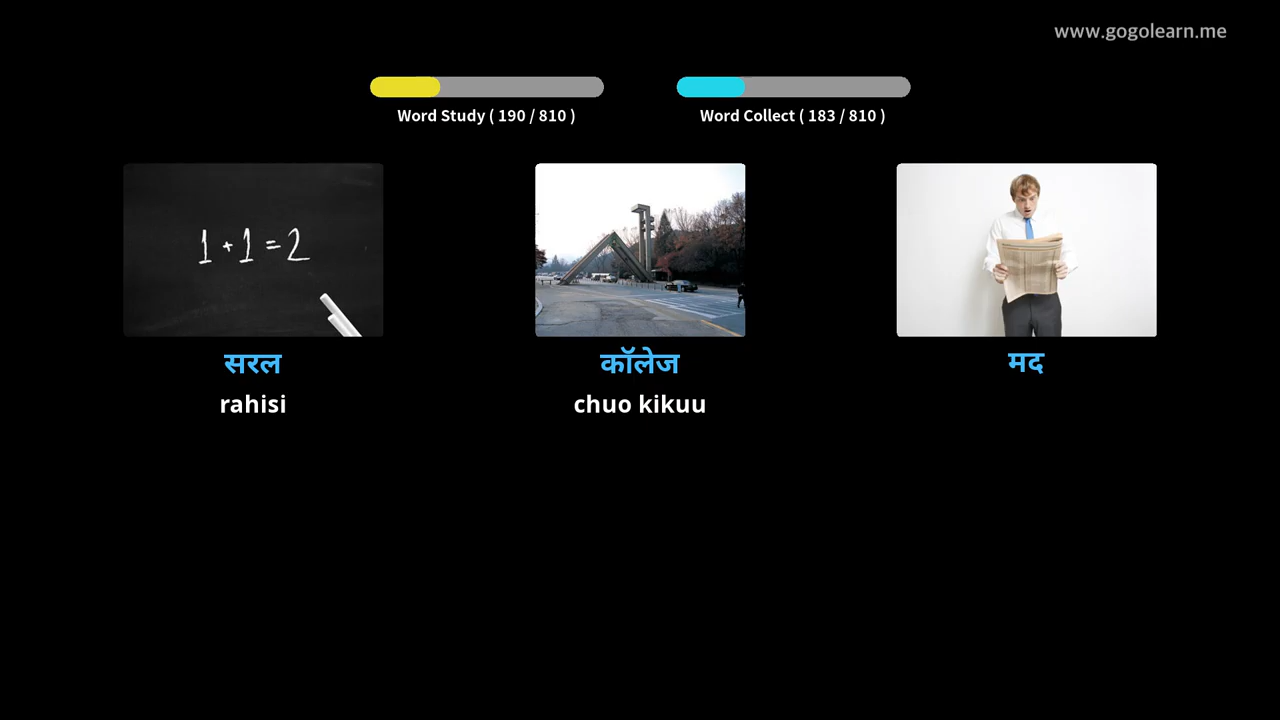 www.gogolearn.me
Word Study ( 190 / 810 )
Word Collect ( 183 / 810 )
1 + 1 = 2
सरल
कॉलेज
मद
rahisi
chuo kikuu